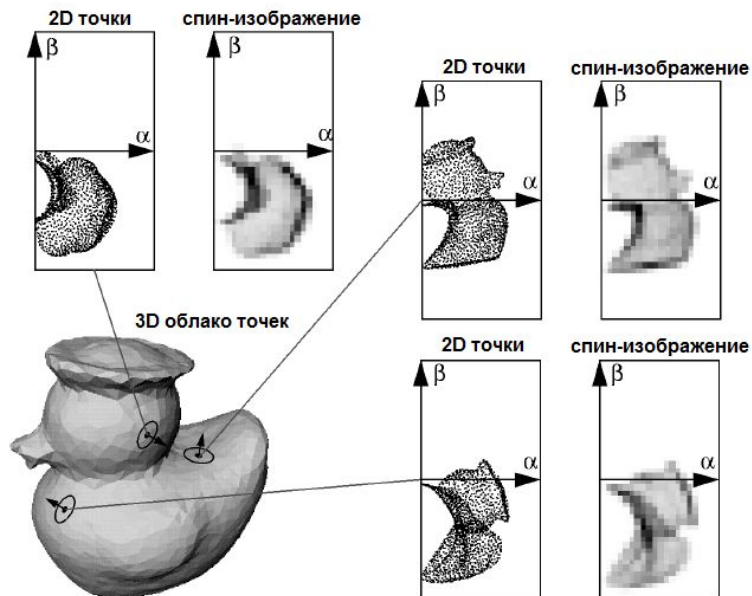 2D точки
спин-изображение
β
α
β
α
2D точки
спин-изображение
β
α
β
α
3D облако точек
2D точки
спин-изображение
β
α
β
α